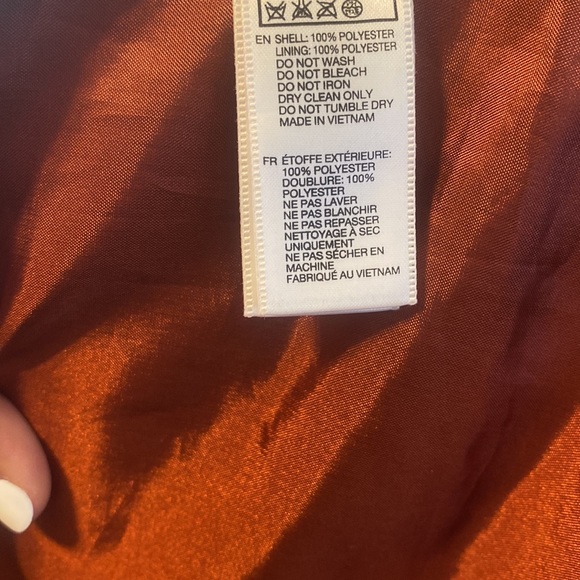 EN SHELL: 100% POLYESTER
LINING: 100% POLYESTER
DO NOT WASH
DO NOT BLEACH
DO NOT IRON
DRY CLEAN ONLY
DO NOT TUMBLE DRY
MADE IN VIETNAM
FR ÉTOFFE EXTÉRIEURE:
100% POLYESTER
DOUBLURE: 100%
POLYESTER
NE PAS LAVER
NE PAS BLANCHIR
NE PAS REPASSER
NETTOYAGE À SEC
UNIQUEMENT
NE PAS SÉCHER EN
MACHINE
FABRIQUÉ AU VIETNAM